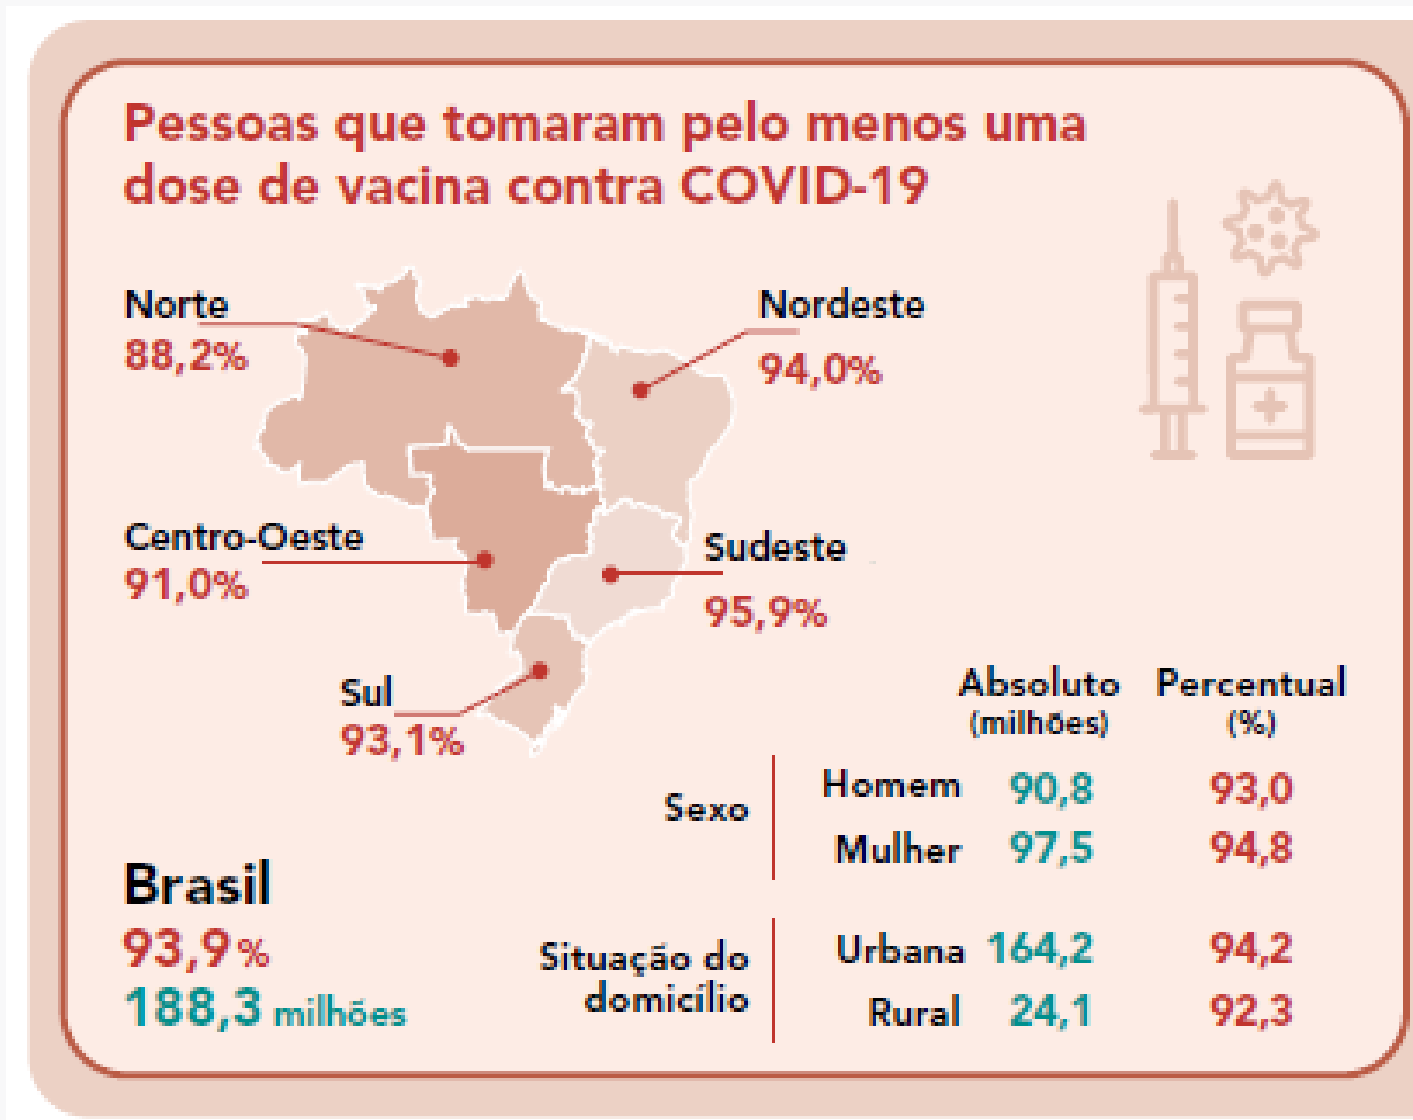 Pessoas que tomaram pelo menos uma
dose de vacina contra COVID-19
Norte
88,2%
Nordeste
94,0%
Centro-Oeste
91,0%
Sudeste
95,9%
Sul
93,1%
Absoluto Percentual
(milhões) (%)
Sexo
Homem 90,8 93,0
Mulher 97,5 94,8
Brasil
93,9%
188,3 milhões
Situação do
domicílio
Urbana 164,2 94,2
Rural 24,1 92,3